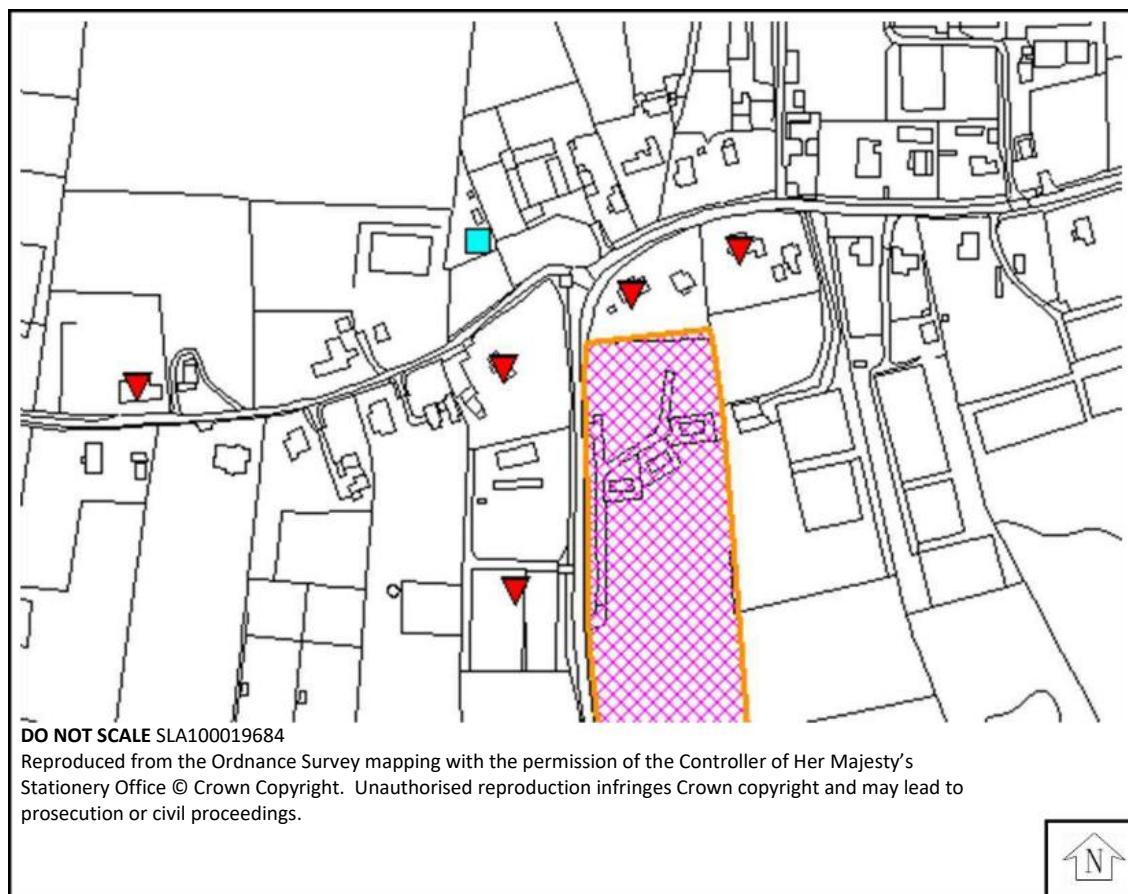 DO NOT SCALE SLA100019684
Reproduced from the Ordnance Survey mapping with the permission of the Controller of Her Majesty’s
Stationery Office © Crown Copyright.  Unauthorised reproduction infringes Crown copyright and may lead to
prosecution or civil proceedings.
N